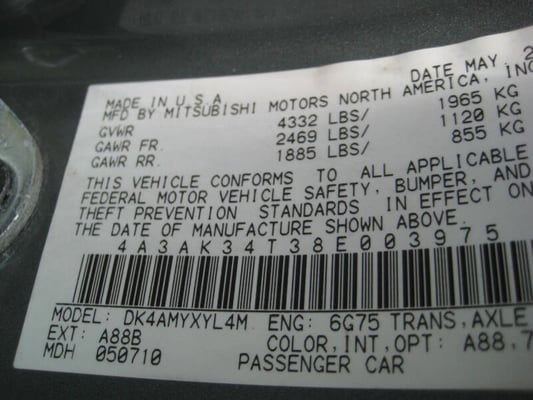 MADE IN U.S.A. DATE MAY, 2
MFD BY MITSUBISHI MOTORS NORTH AMERICA, INC
GVWR 4332 LBS/ 1965 KG
GAWR FR. 2469 LBS/ 1120 KG
GAWR RR. 1885 LBS/ 855 KG
THIS VEHICLE CONFORMS TO ALL APPLICABLE
FEDERAL MOTOR VEHICLE SAFETY, BUMPER, AND
THEFT PREVENTION STANDARDS IN EFFECT ON
THE DATE OF MANUFACTURE SHOWN ABOVE.
4A3AK34T38E003975
MODEL: DK4AMYXYL4M ENG: 6G75 TRANS,AXLE
EXT: A88B COLOR,INT,OPT: A88,7
MDH 050710 PASSENGER CAR